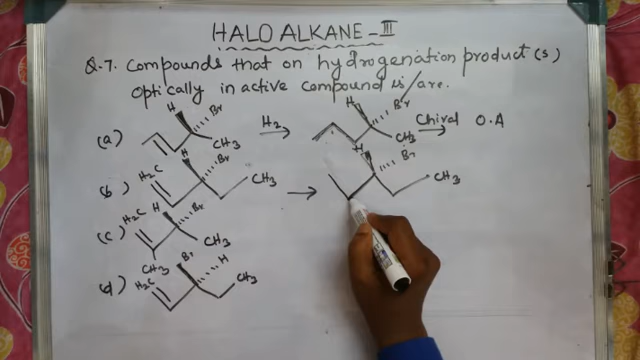 HALO ALKANE - III
Q.7. Compounds that on hydrogenation product(s)
optically in active compound is/are.
(a) H Br CH3 H2 → H Br CH3 → Chiral O.A
(b) H2C H Br CH3 → H Br CH3
(c) H2C H Br CH3 CH3
(d) H2C Br H CH3